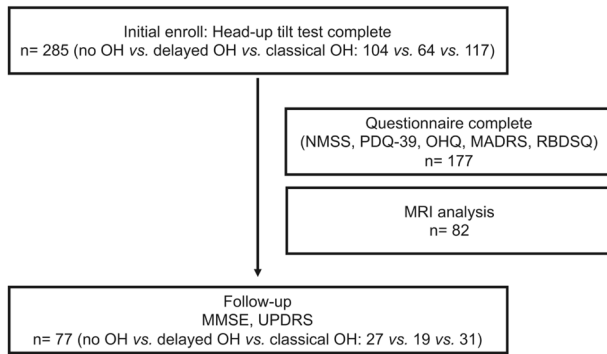 Initial enroll: Head-up tilt test complete
n= 285 (no OH vs. delayed OH vs. classical OH: 104 vs. 64 vs. 117)
Questionnaire complete
(NMSS, PDQ-39, OHQ, MADRS, RBDSQ)
n= 177
MRI analysis
n= 82
Follow-up
MMSE, UPDRS
n= 77 (no OH vs. delayed OH vs. classical OH: 27 vs. 19 vs. 31)